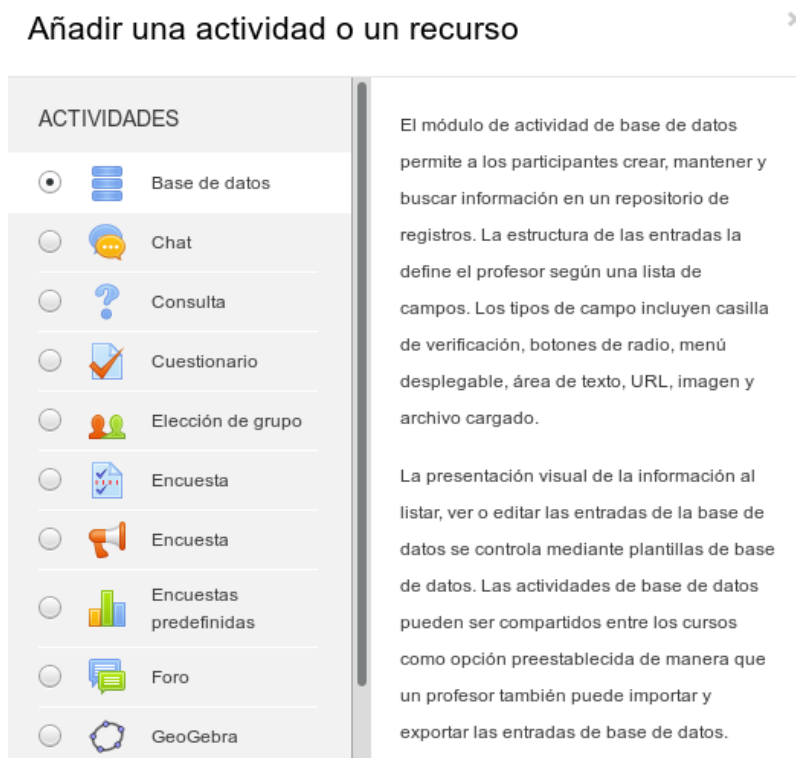 Añadir una actividad o un recurso
ACTIVIDADES
Base de datos
Chat
Consulta
Cuestionario
Elección de grupo
Encuesta
Encuesta
Encuestas
predefinidas
Foro
GeoGebra
El módulo de actividad de base de datos
permite a los participantes crear, mantener y
buscar información en un repositorio de
registros. La estructura de las entradas la
define el profesor según una lista de
campos. Los tipos de campo incluyen casilla
de verificación, botones de radio, menú
desplegable, área de texto, URL, imagen y
archivo cargado.
La presentación visual de la información al
listar, ver o editar las entradas de la base de
datos se controla mediante plantillas de base
de datos. Las actividades de base de datos
pueden ser compartidos entre los cursos
como opción preestablecida de manera que
un profesor también puede importar y
exportar las entradas de base de datos.